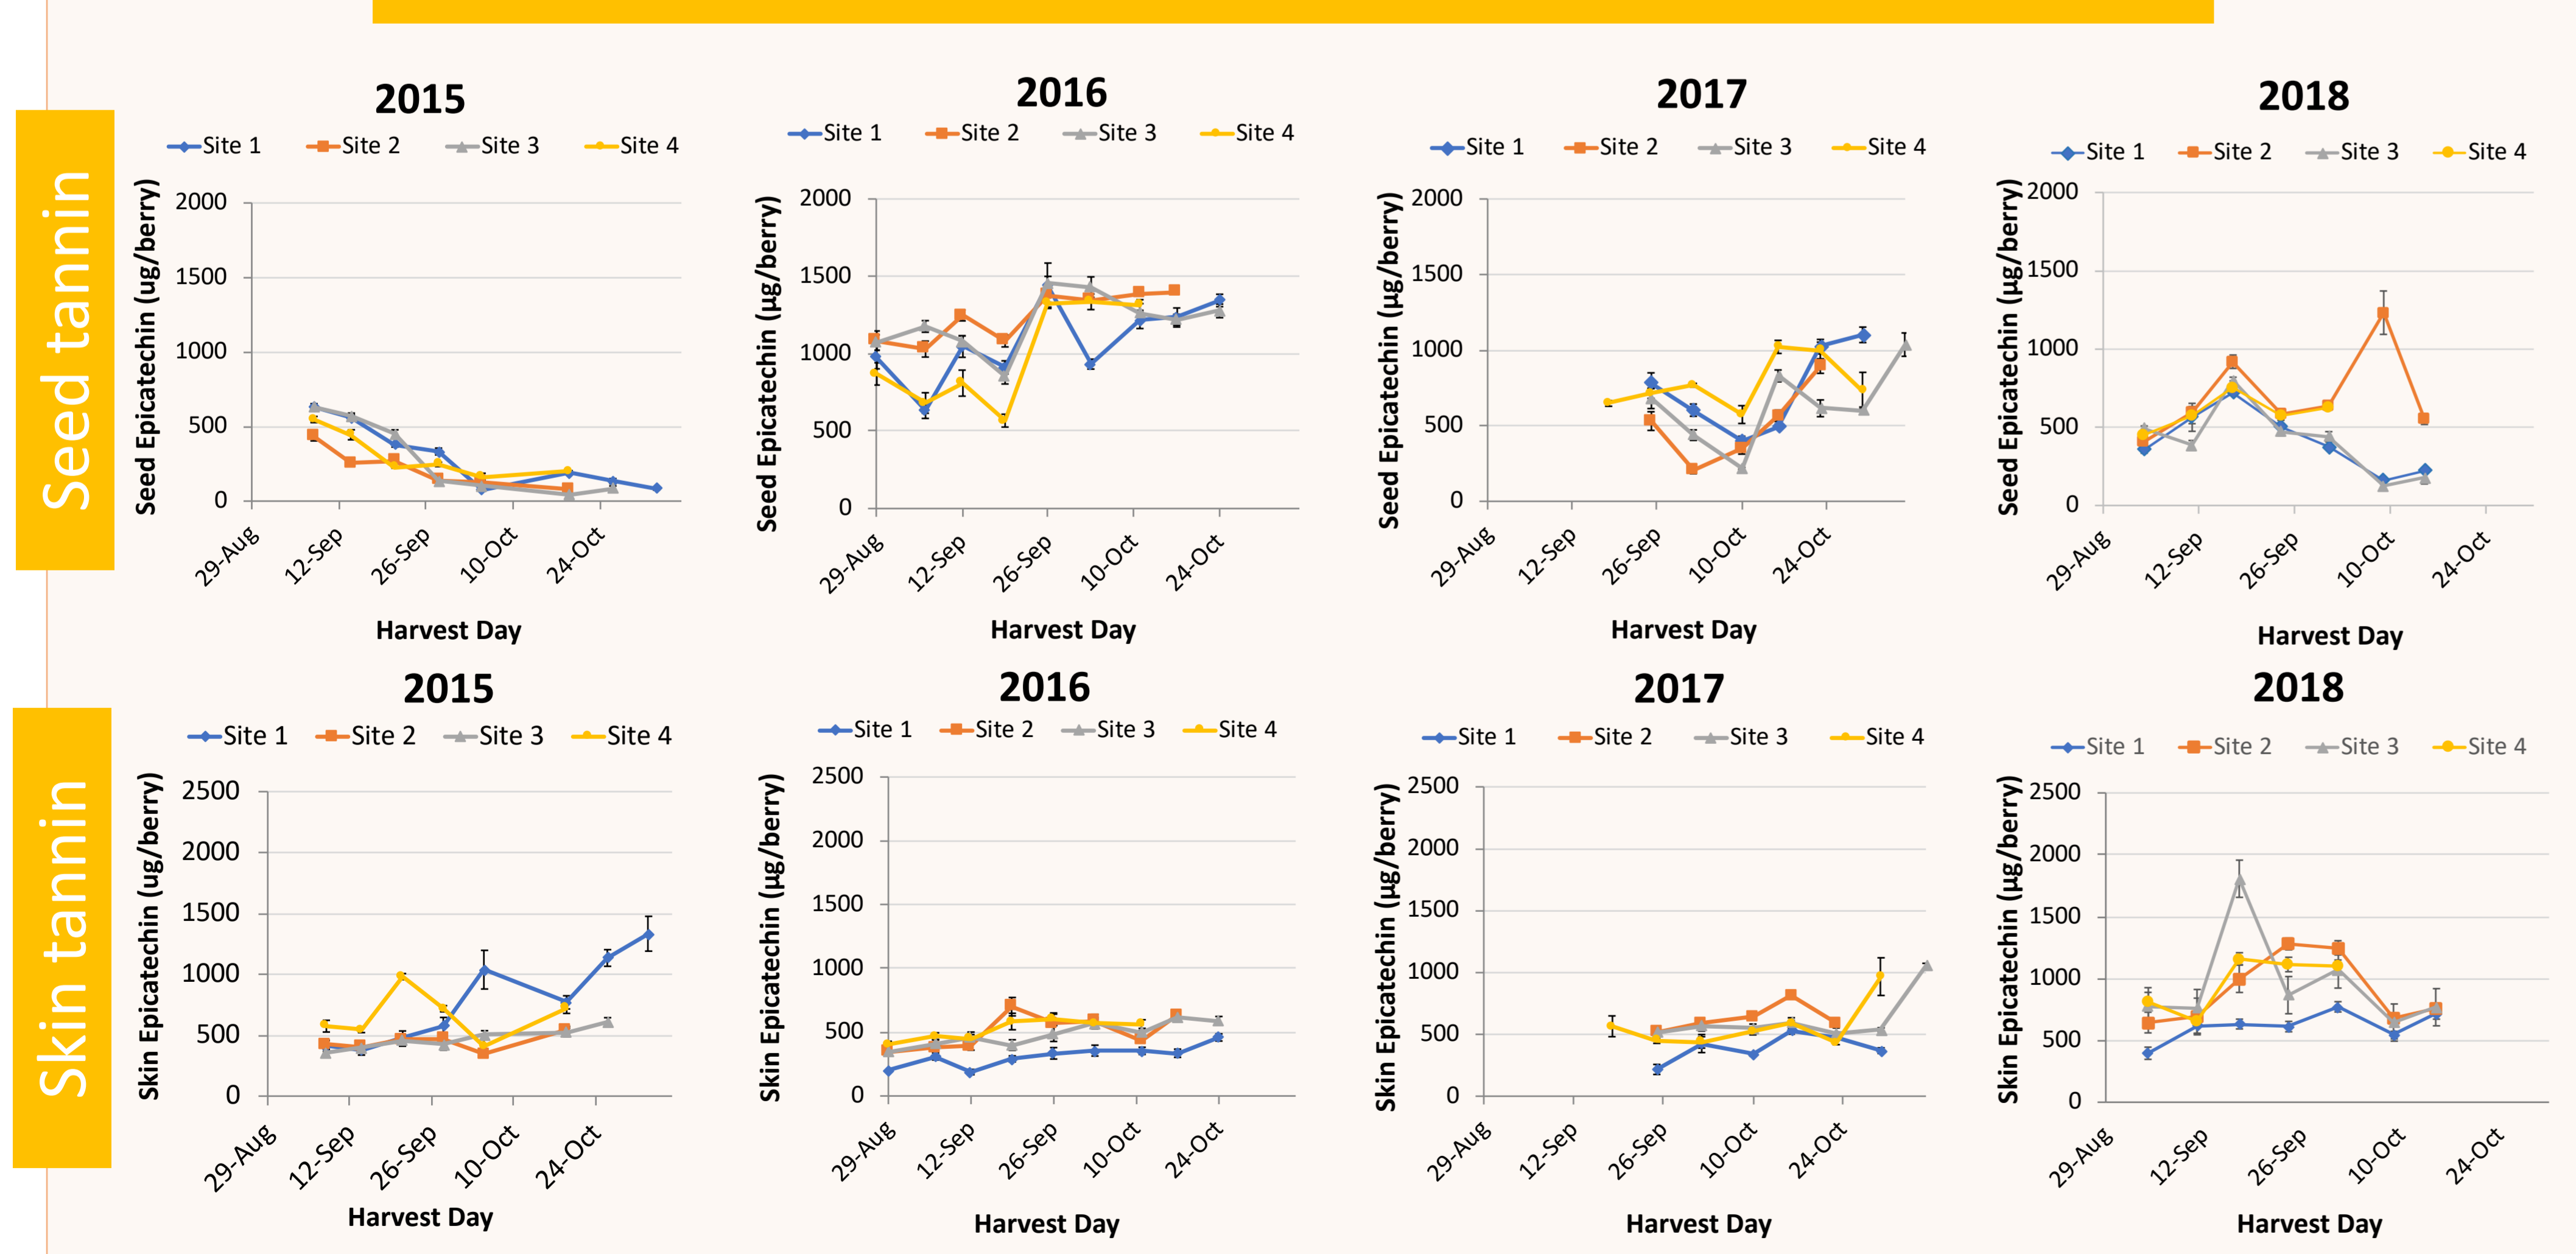 Seed tannin
2015
Site 1 Site 2 Site 3 Site 4
Seed Epicatechin (ug/berry)
2000
1500
1000
500
0
29-Aug 12-Sep 26-Sep 10-Oct 24-Oct
Harvest Day
2016
Site 1 Site 2 Site 3 Site 4
Seed Epicatechin (µg/berry)
2000
1500
1000
500
0
29-Aug 12-Sep 26-Sep 10-Oct 24-Oct
Harvest Day
2017
Site 1 Site 2 Site 3 Site 4
Seed Epicatechin (µg/berry)
2000
1500
1000
500
0
29-Aug 12-Sep 26-Sep 10-Oct 24-Oct
Harvest Day
2018
Site 1 Site 2 Site 3 Site 4
Seed Epicatechin (µg/berry)
2000
1500
1000
500
0
29-Aug 12-Sep 26-Sep 10-Oct 24-Oct
Harvest Day
Skin tannin
2015
Site 1 Site 2 Site 3 Site 4
Skin Epicatechin (ug/berry)
2500
2000
1500
1000
500
0
29-Aug 12-Sep 26-Sep 10-Oct 24-Oct
Harvest Day
2016
Site 1 Site 2 Site 3 Site 4
Skin Epicatechin (µg/berry)
2500
2000
1500
1000
500
0
29-Aug 12-Sep 26-Sep 10-Oct 24-Oct
Harvest Day
2017
Site 1 Site 2 Site 3 Site 4
Skin Epicatechin (µg/berry)
2500
2000
1500
1000
500
0
29-Aug 12-Sep 26-Sep 10-Oct 24-Oct
Harvest Day
2018
Site 1 Site 2 Site 3 Site 4
Skin Epicatechin (µg/berry)
2500
2000
1500
1000
500
0
29-Aug 12-Sep 26-Sep 10-Oct 24-Oct
Harvest Day